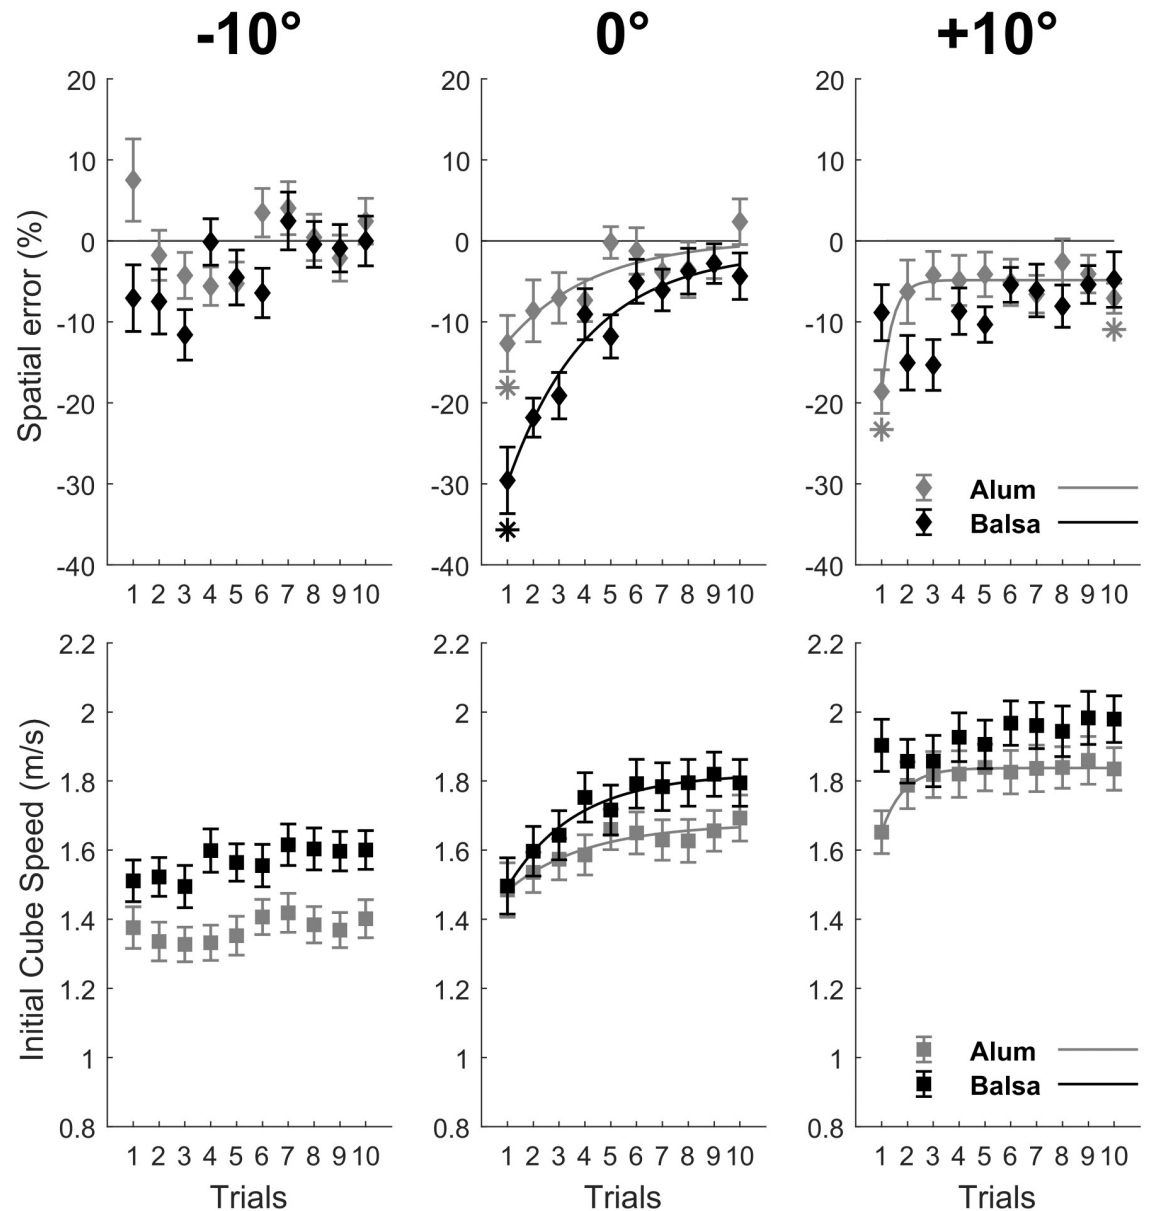 -10° 0° +10°
Spatial error (%)
20 20 20
10 10 10
0 0 0
-10 -10 -10
-20 -20 -20
-30 -30 -30
-40 -40 -40
Alum
Balsa
1 2 3 4 5 6 7 8 9 10 1 2 3 4 5 6 7 8 9 10 1 2 3 4 5 6 7 8 9 10
Initial Cube Speed (m/s)
2.2 2.2 2.2
2 2 2
1.8 1.8 1.8
1.6 1.6 1.6
1.4 1.4 1.4
1.2 1.2 1.2
1 1 1
0.8 0.8 0.8
Alum
Balsa
1 2 3 4 5 6 7 8 9 10 1 2 3 4 5 6 7 8 9 10 1 2 3 4 5 6 7 8 9 10
Trials Trials Trials